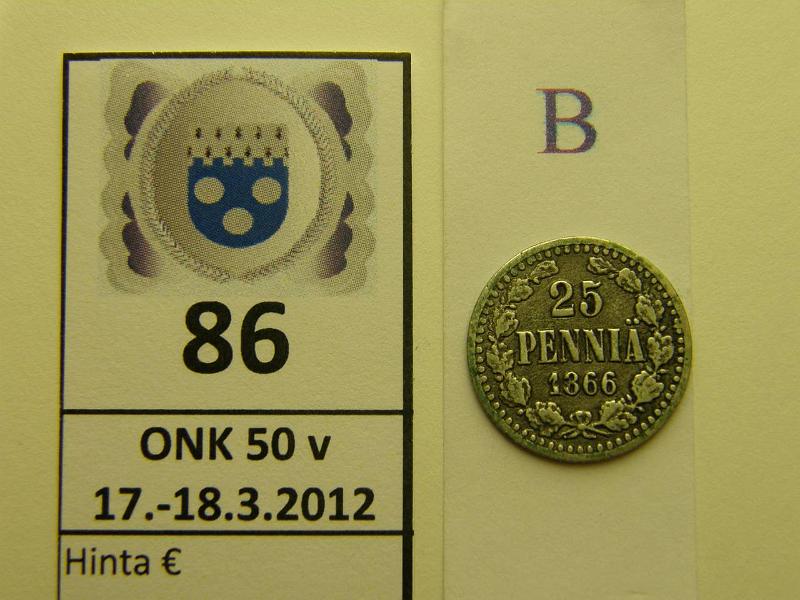 86
ONK 50 v
17.-18.3.2012
Hinta €
B
25
PENNIÄ
1866